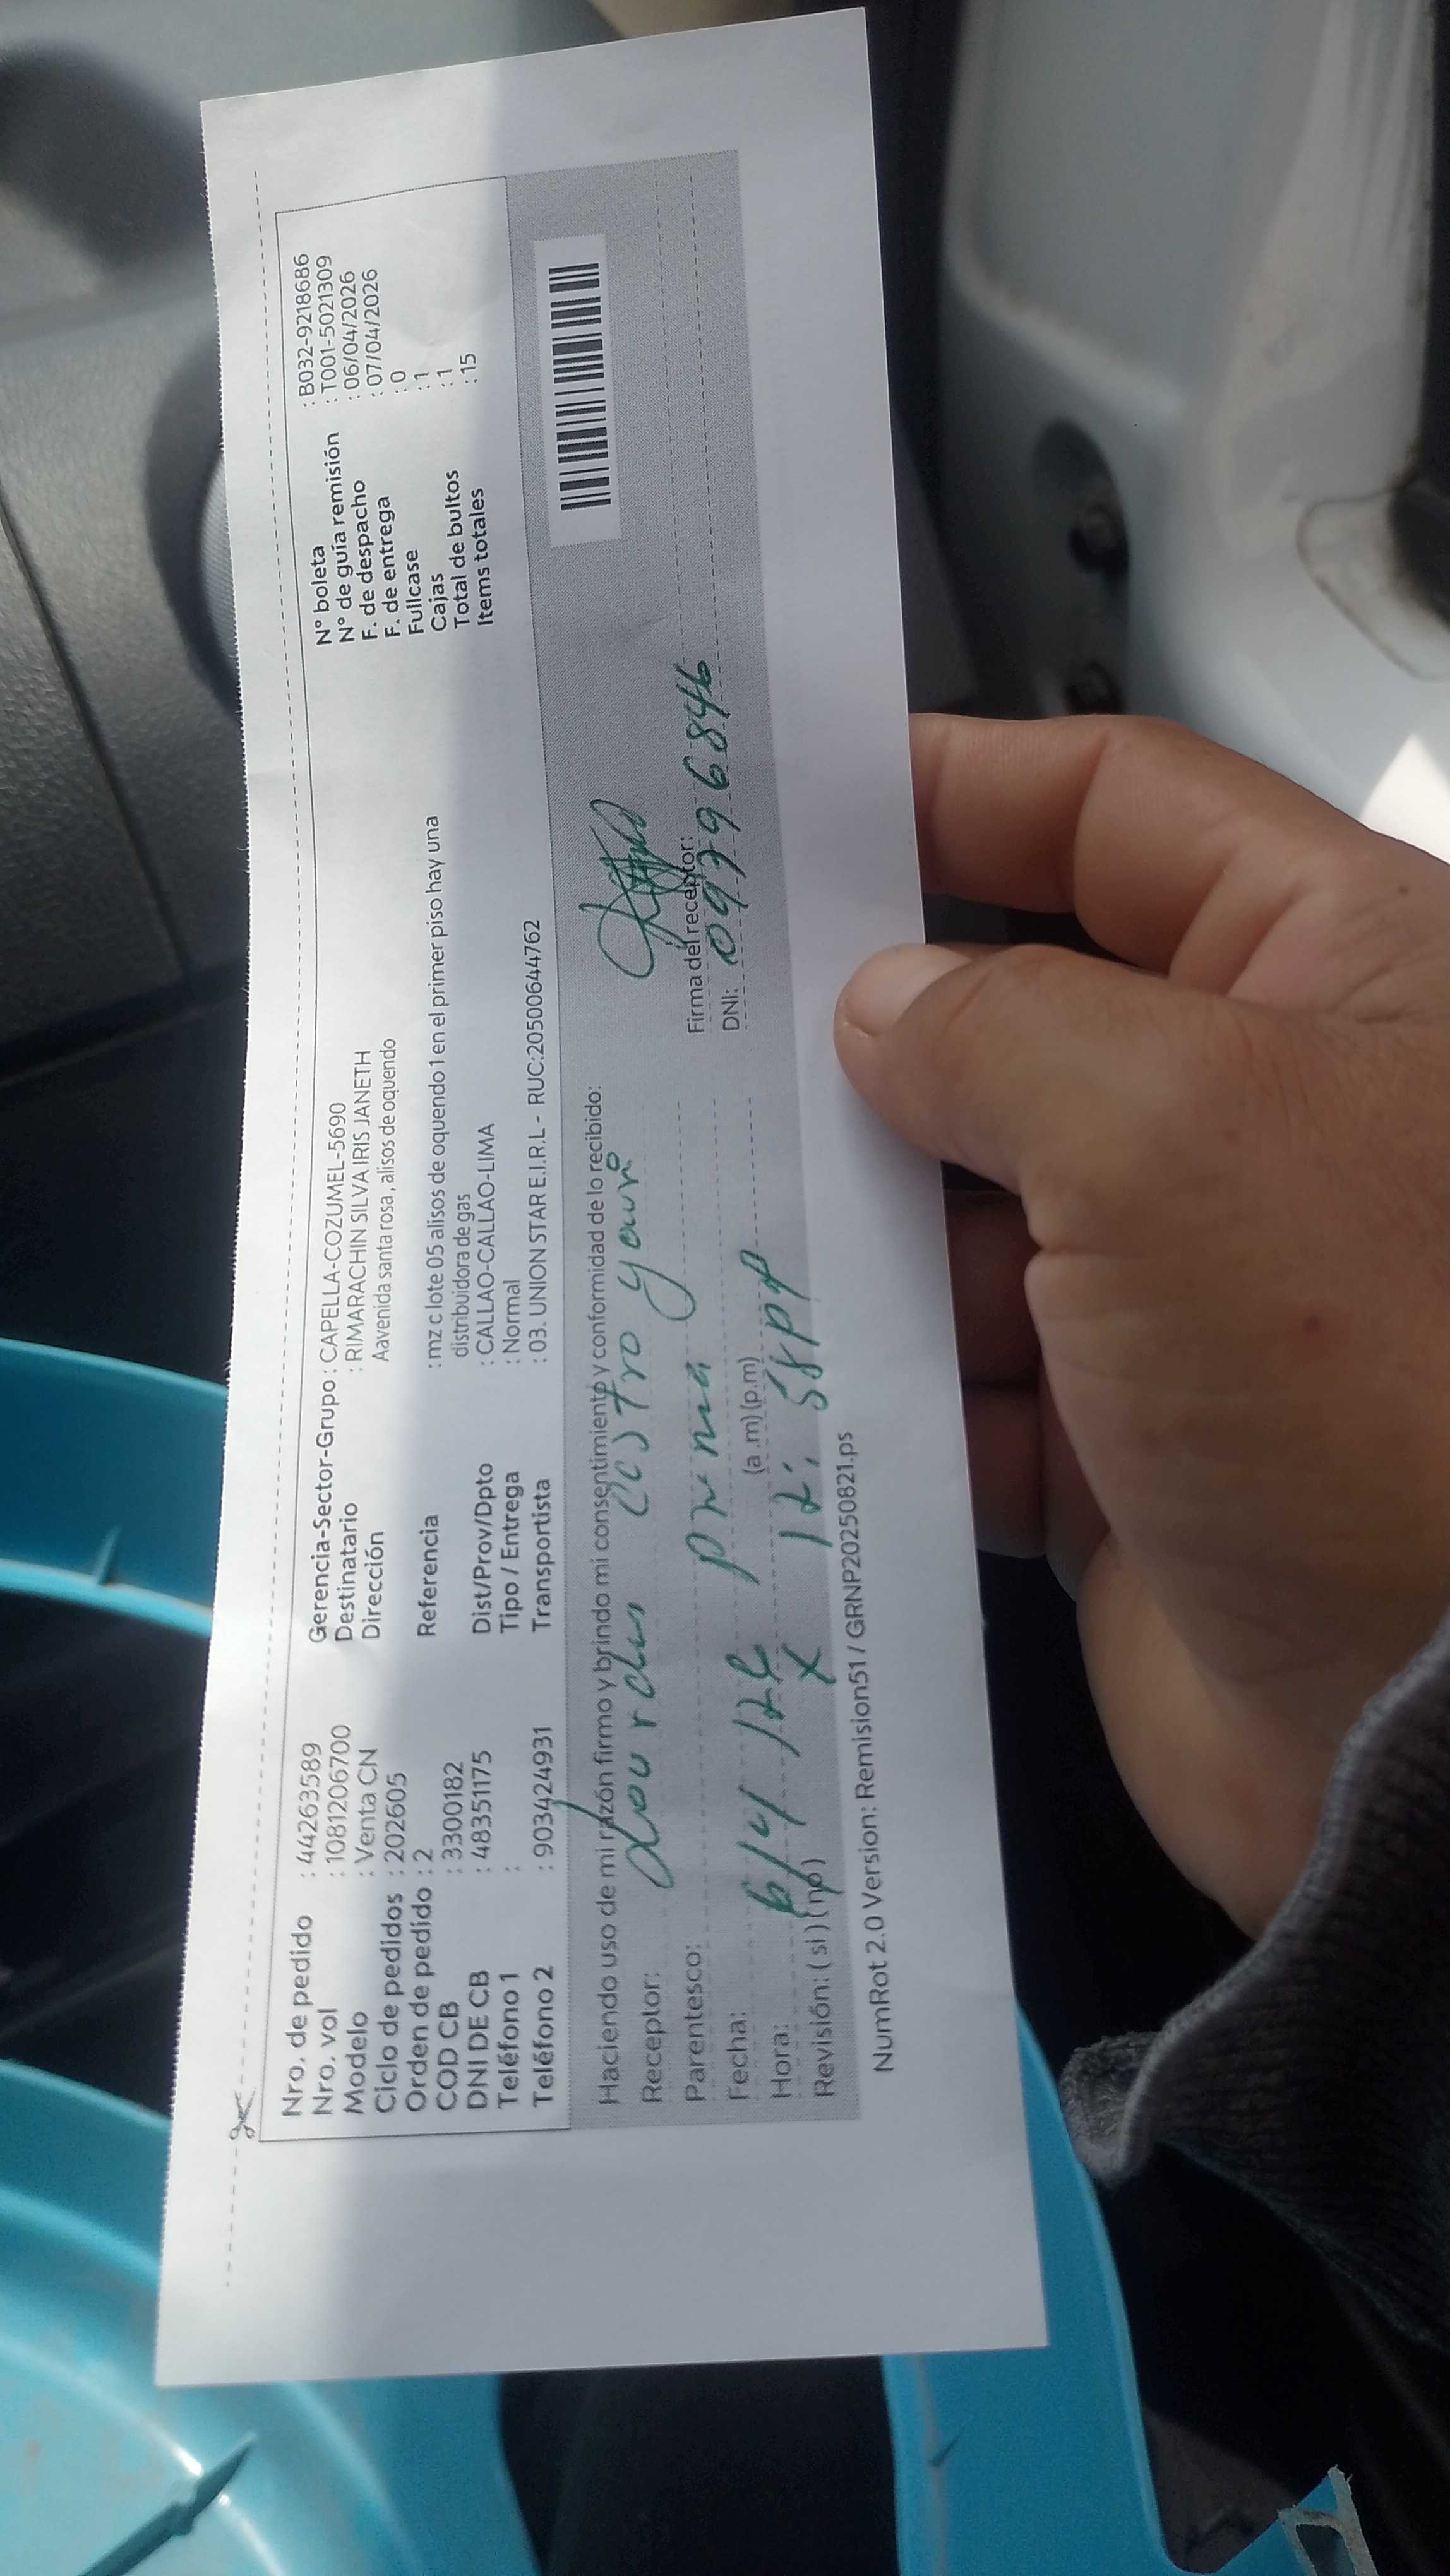 Nro. de pedido : 44263589
Nro. vol : 1081206700
Modelo : Venta CN
Ciclo de pedidos : 202605
Orden de pedido : 2
COD CB : 3300182
DNI DE CB : 48351175
Teléfono 1 :
Teléfono 2 : 903424931
Gerencia-Sector-Grupo : CAPELLA-COZUMEL-5690
Destinatario : RIMARACHIN SILVA IRIS JANETH
Dirección Aavenida santa rosa , alisos de oquendo
Referencia : mz c lote 05 alisos de oquendo 1 en el primer piso hay una
distribuidora de gas
Dist/Prov/Dpto : CALLAO-CALLAO-LIMA
Tipo / Entrega : Normal
Transportista : 03. UNION STAR E.I.R.L - RUC:20500644762
N° boleta : B032-9218686
N° de guía remisión : T001-5021309
F. de despacho : 06/04/2026
F. de entrega : 07/04/2026
Fullcase : 0
Cajas : 1
Total de bultos : 1
Items totales : 15
Haciendo uso de mi razón firmo y brindo mi consentimiento y conformidad de lo recibido:
Receptor: Lourdes Castro
Parentesco: prima
Fecha: 6/4/26
Hora: 12:58 (a .m) (p.m)
Revisión: ( si ) ( no ) x
Firma del receptor:
DNI: 09796846
NumRot 2.0 Version: Remision51 / GRNP20250821.ps